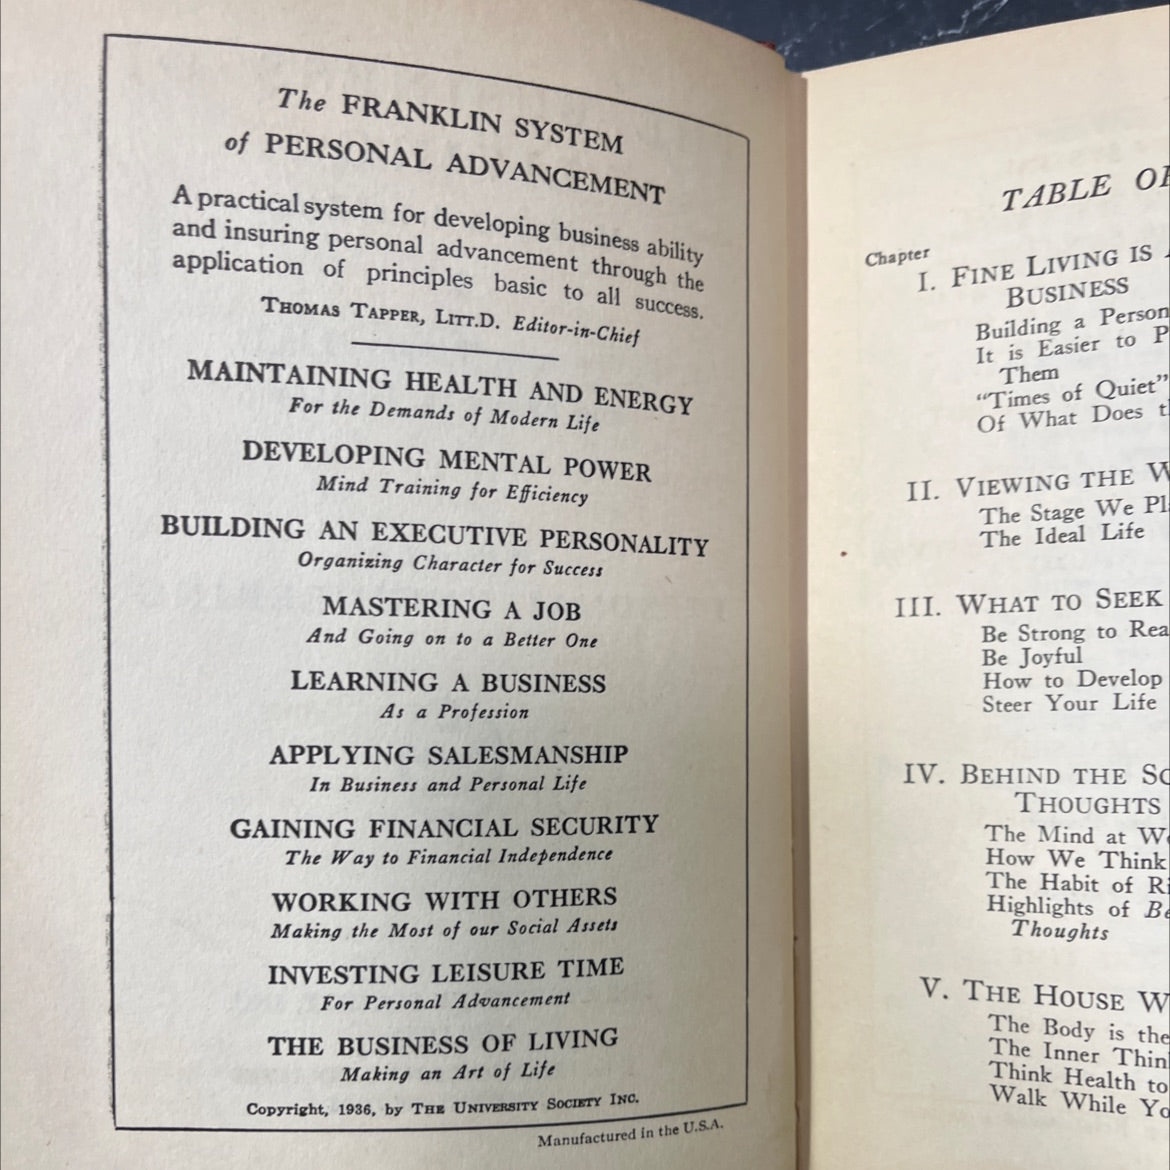 The FRANKLIN SYSTEM
of PERSONAL ADVANCEMENT
A practical system for developing business ability
and insuring personal advancement through the
application of principles basic to all success.
THOMAS TAPPER, LITT.D. Editor-in-Chief
MAINTAINING HEALTH AND ENERGY
For the Demands of Modern Life
DEVELOPING MENTAL POWER
Mind Training for Efficiency
BUILDING AN EXECUTIVE PERSONALITY
Organizing Character for Success
MASTERING A JOB
And Going on to a Better One
LEARNING A BUSINESS
As a Profession
APPLYING SALESMANSHIP
In Business and Personal Life
GAINING FINANCIAL SECURITY
The Way to Financial Independence
WORKING WITH OTHERS
Making the Most of our Social Assets
INVESTING LEISURE TIME
For Personal Advancement
THE BUSINESS OF LIVING
Making an Art of Life
Copyright, 1936, by THE UNIVERSITY SOCIETY INC.
Manufactured in the U.S.A.
TABLE
Chapter
I. FINE LIVING IS
BUSINESS
Building a
It is Easier to
Them
"Times of Quiet"
Of What Does
II. VIEWING THE
The Stage We
The Ideal Life
III. WHAT TO SEEK
Be Strong to
Be Joyful
How to Develop
Steer Your Life
IV. BEHIND THE
THOUGHTS
The Mind at
How We Think
The Habit of
Highlights of
Thoughts
V. THE HOUSE
The Body is the
The Inner
Think Health to
Walk While